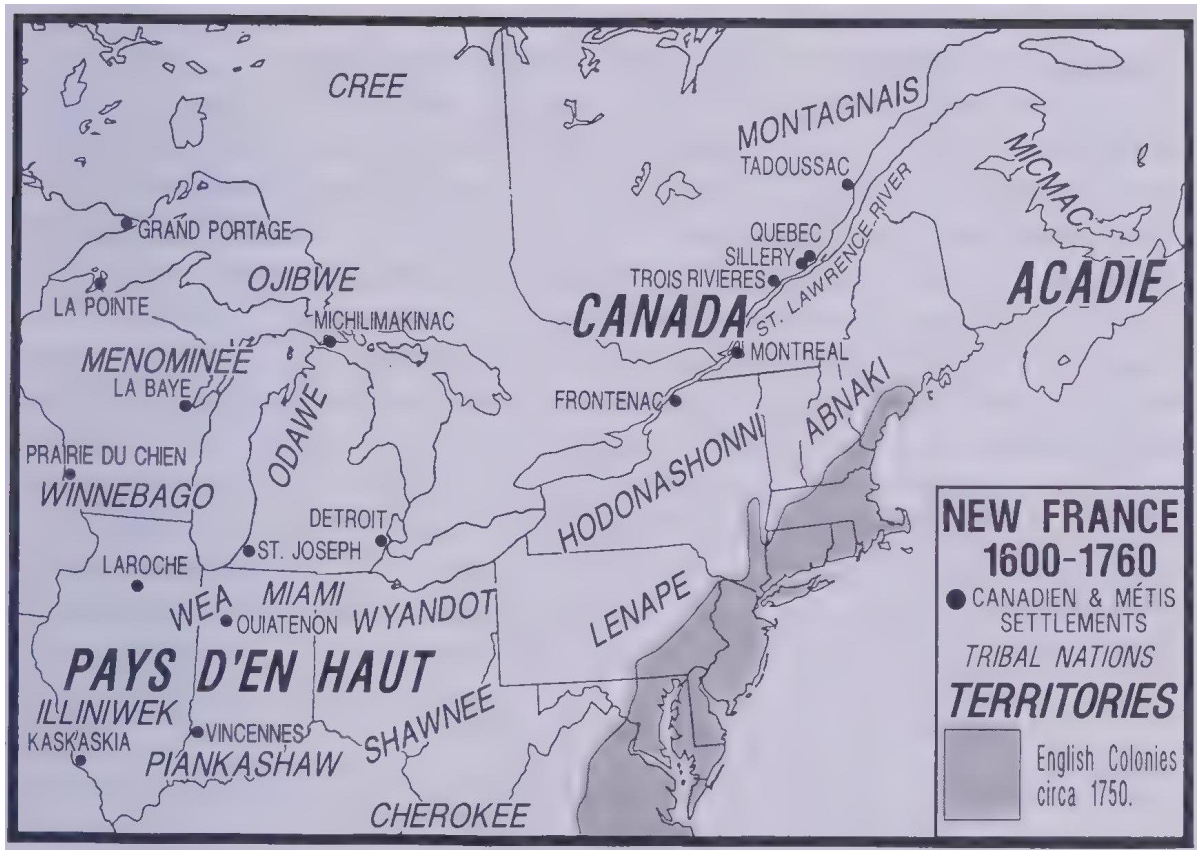 CREE
MONTAGNAIS
TADOUSSAC
MICMAC
GRAND PORTAGE
QUEBEC
SILLERY
TROIS RIVIERES
ST. LAWRENCE RIVER
OJIBWE
LA POINTE
CANADA
ACADIE
MICHILIMAKINAC
MONTREAL
MENOMINEE
LA BAYE
FRONTENAC
ABNAKI
ODAWE
HODONASHONNI
PRAIRIE DU CHIEN
WINNEBAGO
DETROIT
ST. JOSEPH
LAROCHE
WEA
MIAMI
WYANDOT
OUIATENON
LENAPE
PAYS D'EN HAUT
ILLINIWEK
KASKASKIA
VINCENNES
PIANKASHAW
SHAWNEE
CHEROKEE
NEW FRANCE
1600-1760
CANADIEN & MÉTIS
SETTLEMENTS
TRIBAL NATIONS
TERRITORIES
English Colonies
circa 1750.